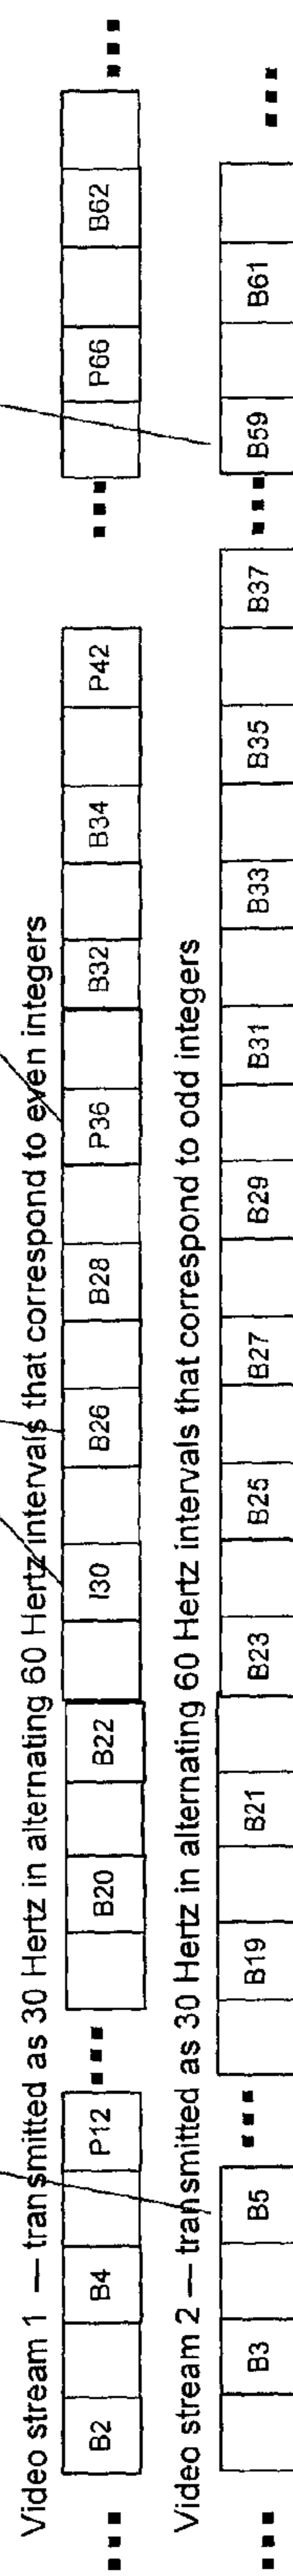 Video stream 1 — transmitted as 30 Hertz in alternating 60 Hertz intervals that correspond to even integers
B2 B4 P12 B20 B22 I30 B26 B28 P36 B32 B34 P42 P66 B62
Video stream 2 — transmitted as 30 Hertz in alternating 60 Hertz intervals that correspond to odd integers
B3 B5 B19 B21 B23 B25 B27 B29 B31 B33 B35 B37 B59 B61